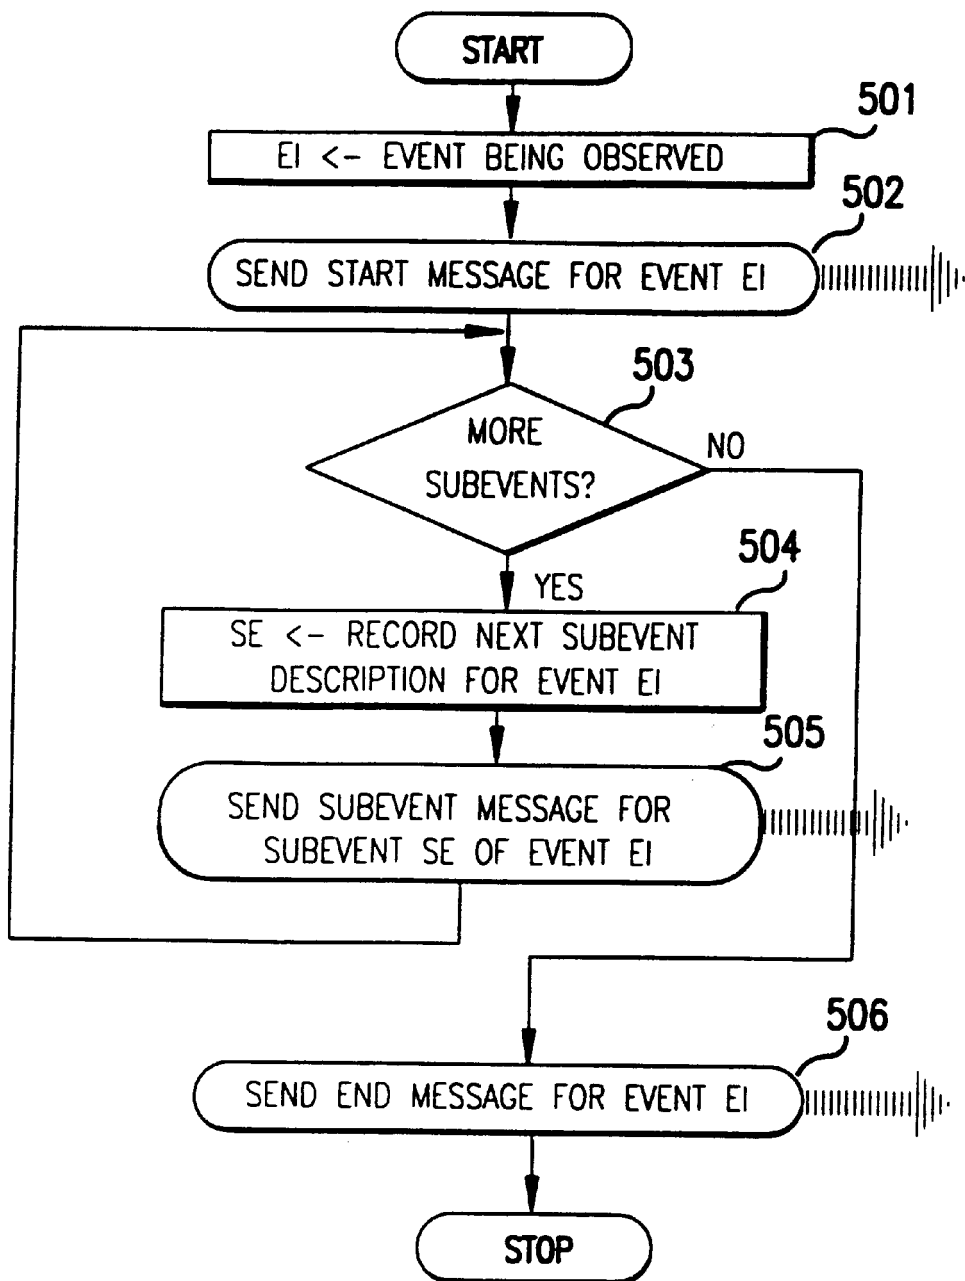 START
501
EI <- EVENT BEING OBSERVED
502
SEND START MESSAGE FOR EVENT EI
503
MORE
SUBEVENTS?
NO
YES
504
SE <- RECORD NEXT SUBEVENT
DESCRIPTION FOR EVENT EI
505
SEND SUBEVENT MESSAGE FOR
SUBEVENT SE OF EVENT EI
506
SEND END MESSAGE FOR EVENT EI
STOP